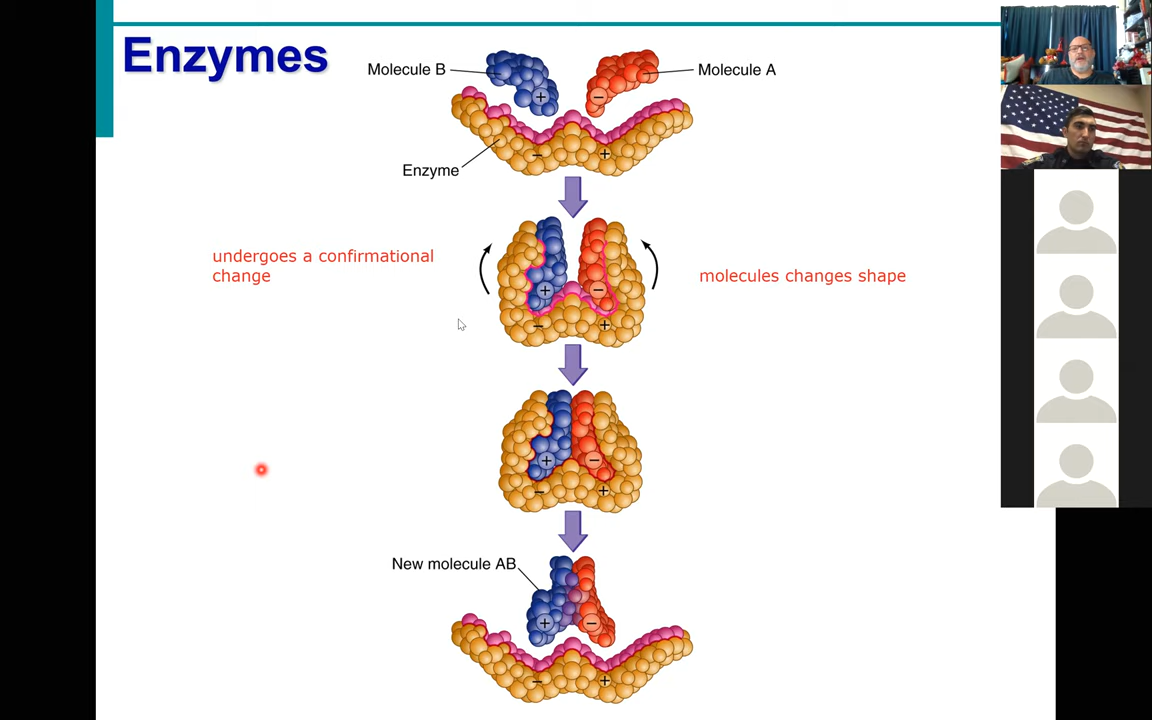 Enzymes
Molecule B
Molecule A
+
−
Enzyme
−
+
undergoes a confirmational
change
molecules changes shape
+
−
−
+
+
−
−
+
New molecule AB
+
−
−
+